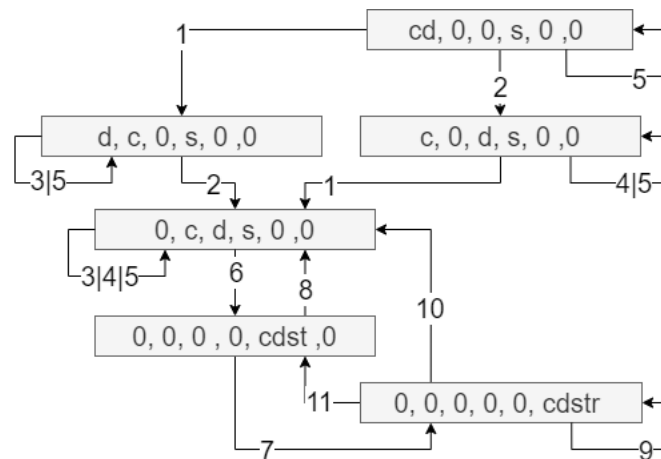 1
cd, 0, 0, s, 0 ,0
2
5
d, c, 0, s, 0 ,0
c, 0, d, s, 0 ,0
3|5
2
1
4|5
0, c, d, s, 0 ,0
3|4|5
6
8
10
0, 0, 0 , 0, cdst ,0
11
0, 0, 0, 0, 0, cdstr
7
9